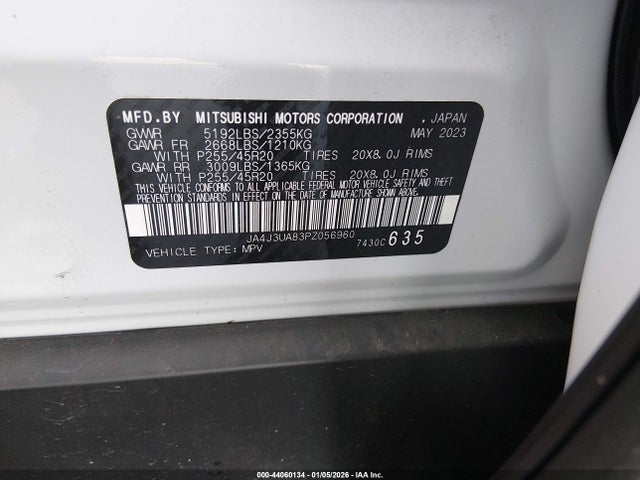 MFD.BY MITSUBISHI MOTORS CORPORATION , JAPAN
GVWR 5192LBS/2355KG MAY 2023
GAWR FR 2668LBS/1210KG
WITH P255/45R20 TIRES 20X8.0J RIMS
GAWR RR 3009LBS/1365KG
WITH P255/45R20 TIRES 20X8.0J RIMS
THIS VEHICLE CONFORMS TO ALL APPLICABLE FEDERAL MOTOR VEHICLE SAFETY AND THEFT
PREVENTION STANDARDS IN EFFECT ON THE DATE OF MANUFACTURE SHOWN ABOVE.
JA4J3UA83PZ056960 7430C 635
VEHICLE TYPE: MPV
000-44060134 - 01/05/2026 - IAA Inc.